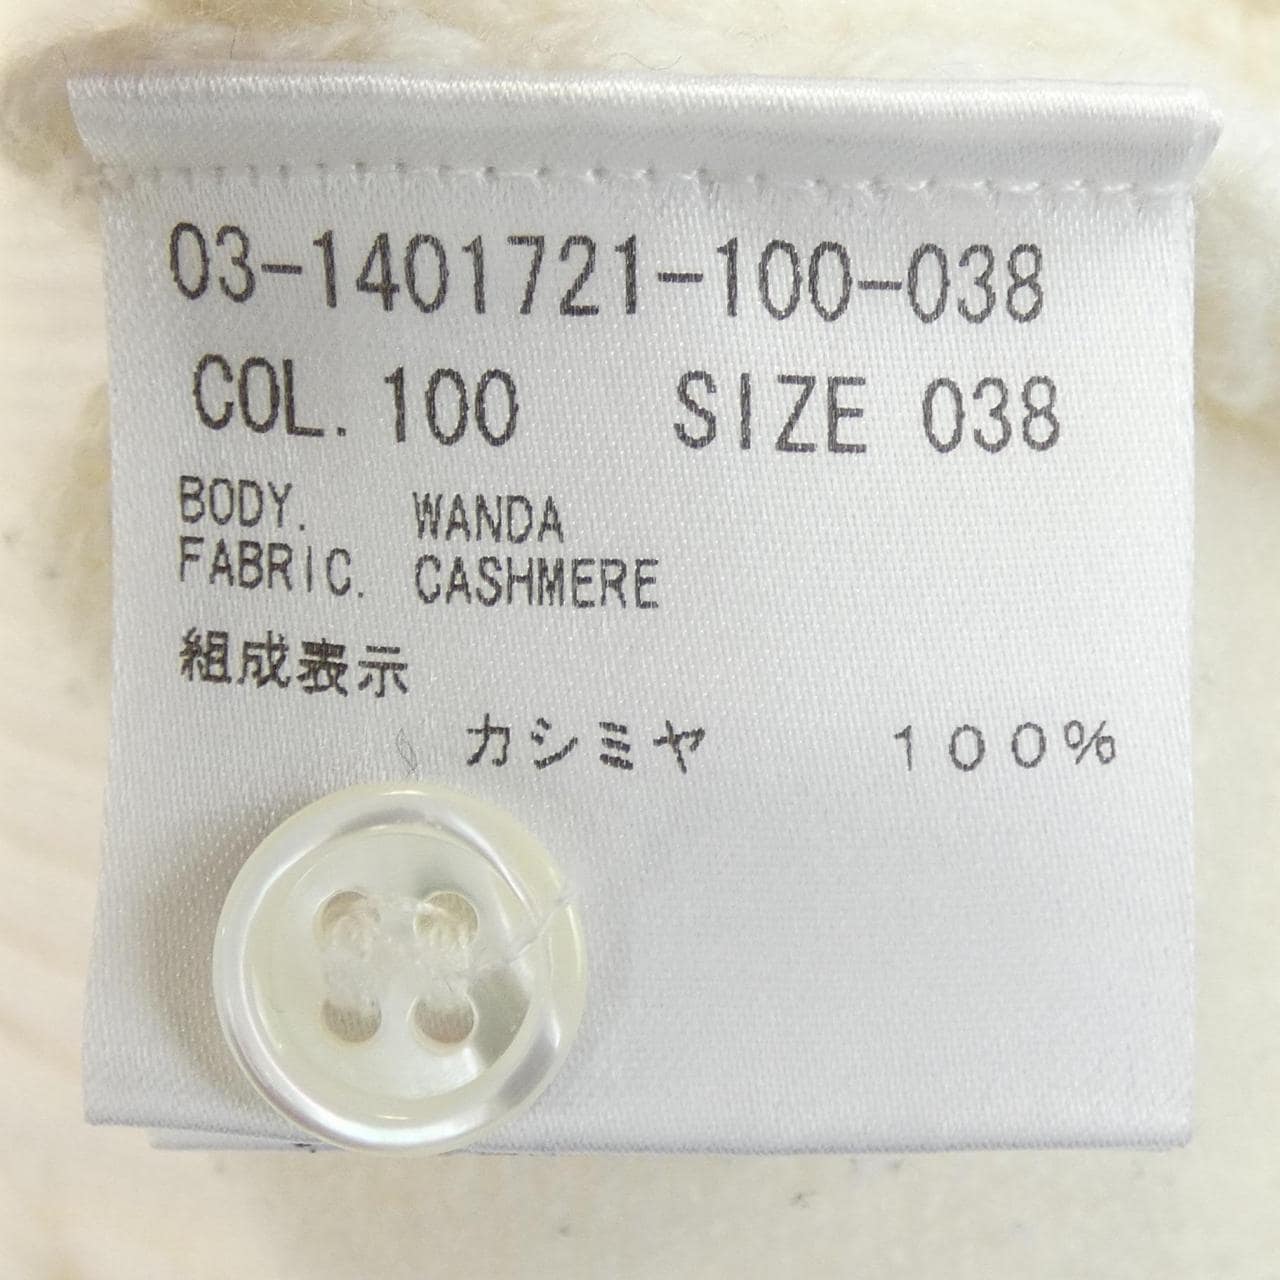 03-1401721-100-038
COL. 100 SIZE 038
BODY. WANDA
FABRIC. CASHMERE
組成表示
カシミヤ 100%